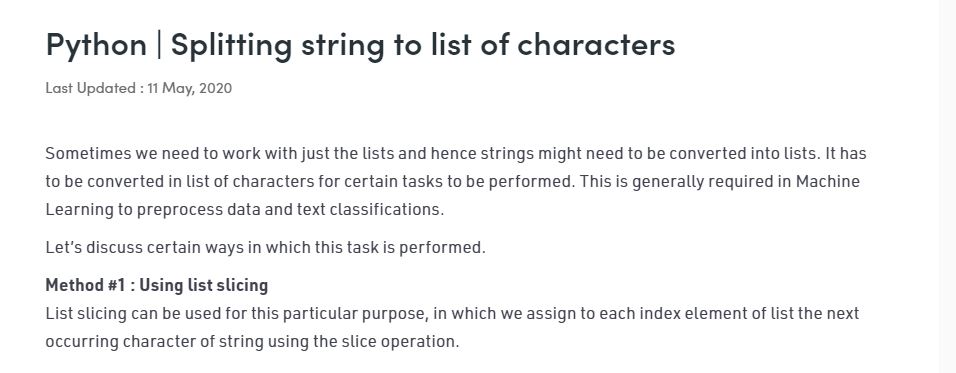 Python | Splitting string to list of characters
Last Updated : 11 May, 2020
Sometimes we need to work with just the lists and hence strings might need to be converted into lists. It has
to be converted in list of characters for certain tasks to be performed. This is generally required in Machine
Learning to preprocess data and text classifications.
Let’s discuss certain ways in which this task is performed.
Method #1 : Using list slicing
List slicing can be used for this particular purpose, in which we assign to each index element of list the next
occurring character of string using the slice operation.